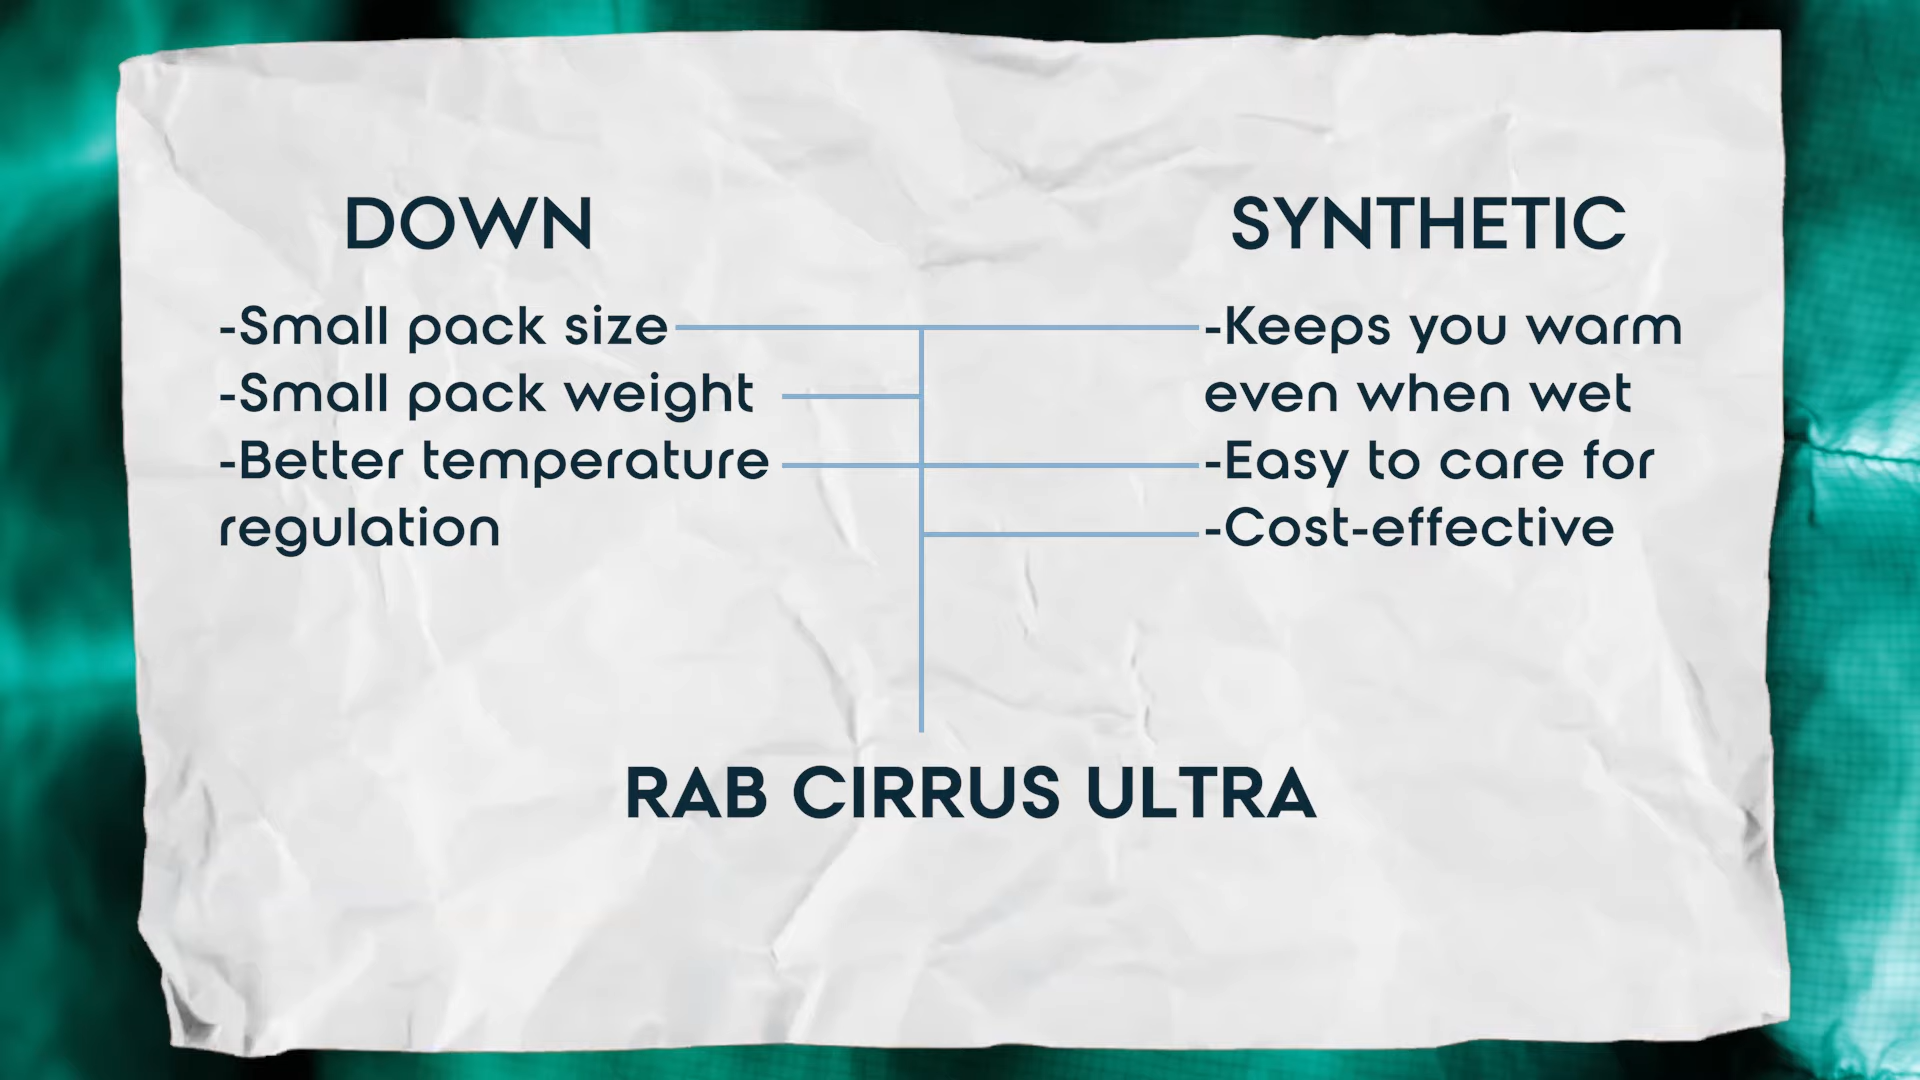 DOWN
-Small pack size
-Small pack weight
-Better temperature
regulation
SYNTHETIC
-Keeps you warm
even when wet
-Easy to care for
-Cost-effective
RAB CIRRUS ULTRA